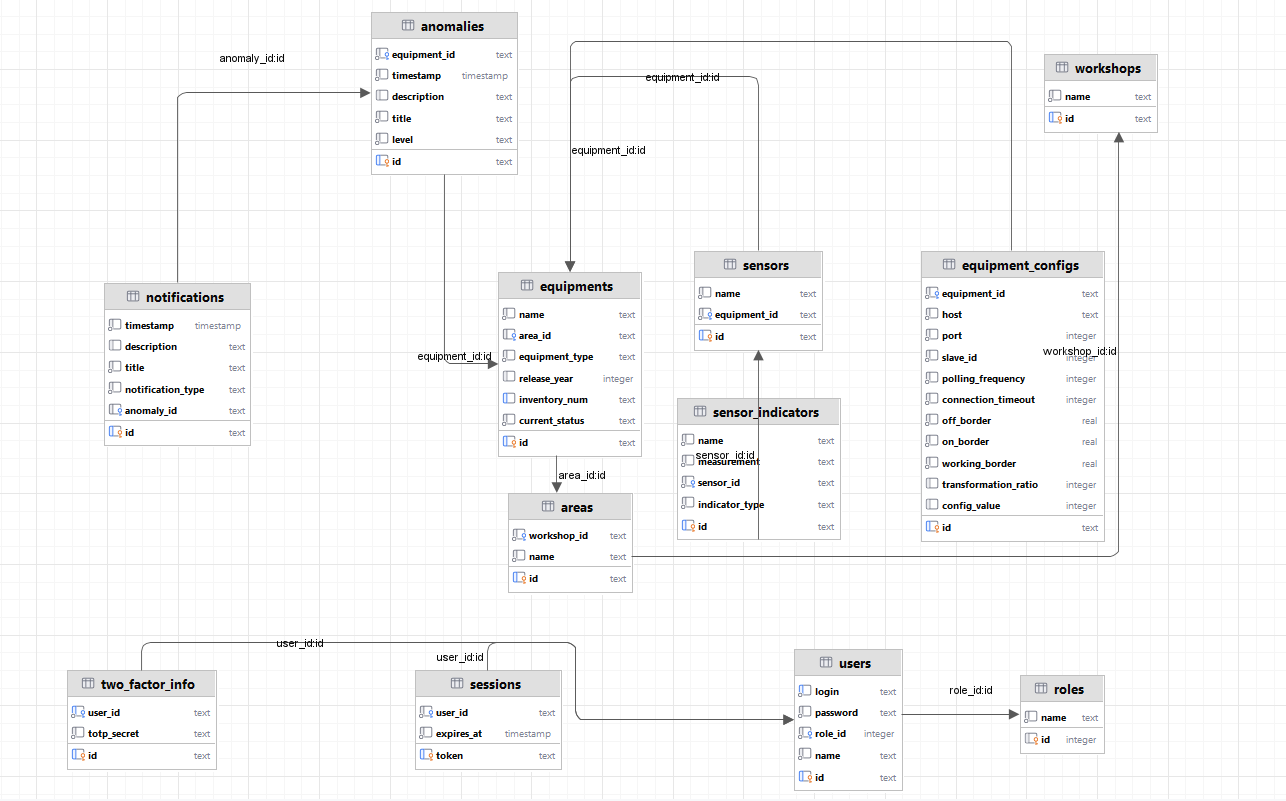 anomalies
equipment_id text
timestamp timestamp
description text
title text
level text
id text
anomaly_id:id
equipment_id:id
equipment_id:id
workshops
name text
id text
notifications
timestamp timestamp
description text
title text
notification_type text
anomaly_id text
id text
equipment_id:id
equipments
name text
area_id text
equipment_type text
release_year integer
inventory_num text
current_status text
id text
sensors
name text
equipment_id text
id text
equipment_configs
equipment_id text
host text
port integer
slave_id integer
polling_frequency integer
connection_timeout integer
off_border real
on_border real
working_border real
transformation_ratio integer
config_value integer
id text
workshop_id:id
sensor_indicators
name text
measurement text
sensor_id text
indicator_type text
id text
sensor_id:id
area_id:id
areas
workshop_id text
name text
id text
user_id:id
user_id:id
two_factor_info
user_id text
totp_secret text
id text
sessions
user_id text
expires_at timestamp
token text
users
login text
password text
role_id integer
name text
id text
role_id:id
roles
name text
id integer